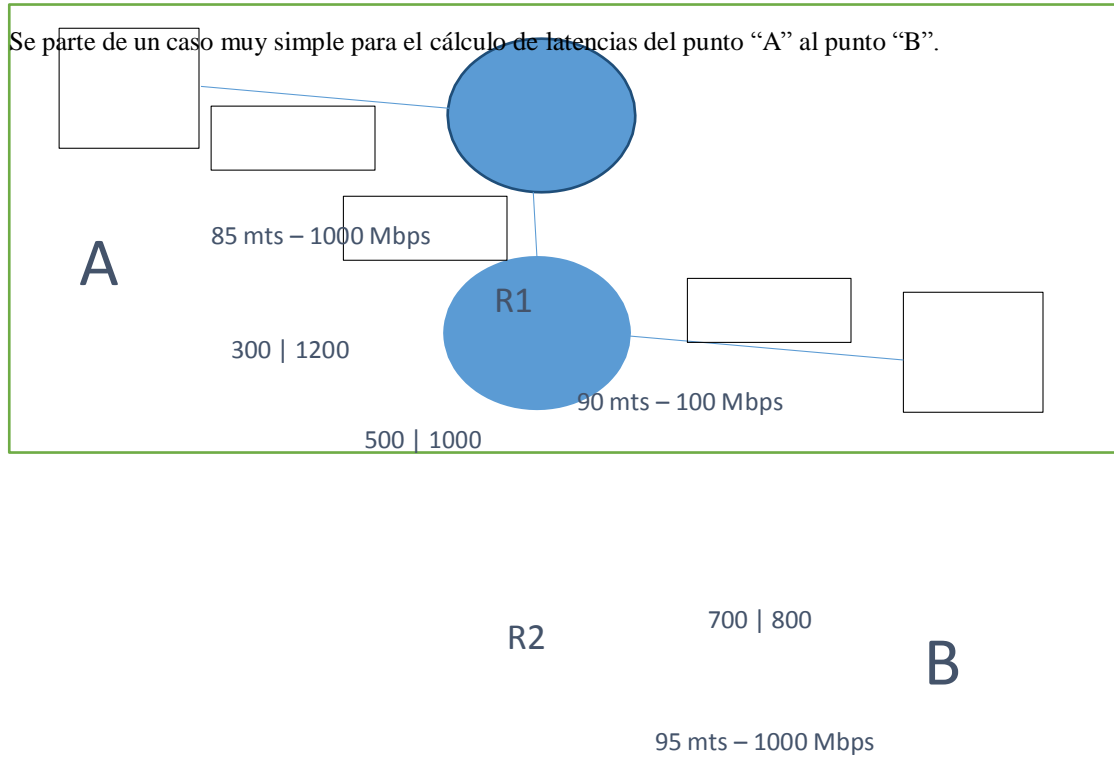 Se parte de un caso muy simple para el cálculo de latencias del punto “A” al punto “B”.
85 mts – 1000 Mbps
A
R1
300 | 1200
90 mts – 100 Mbps
500 | 1000
700 | 800
R2
B
95 mts – 1000 Mbps